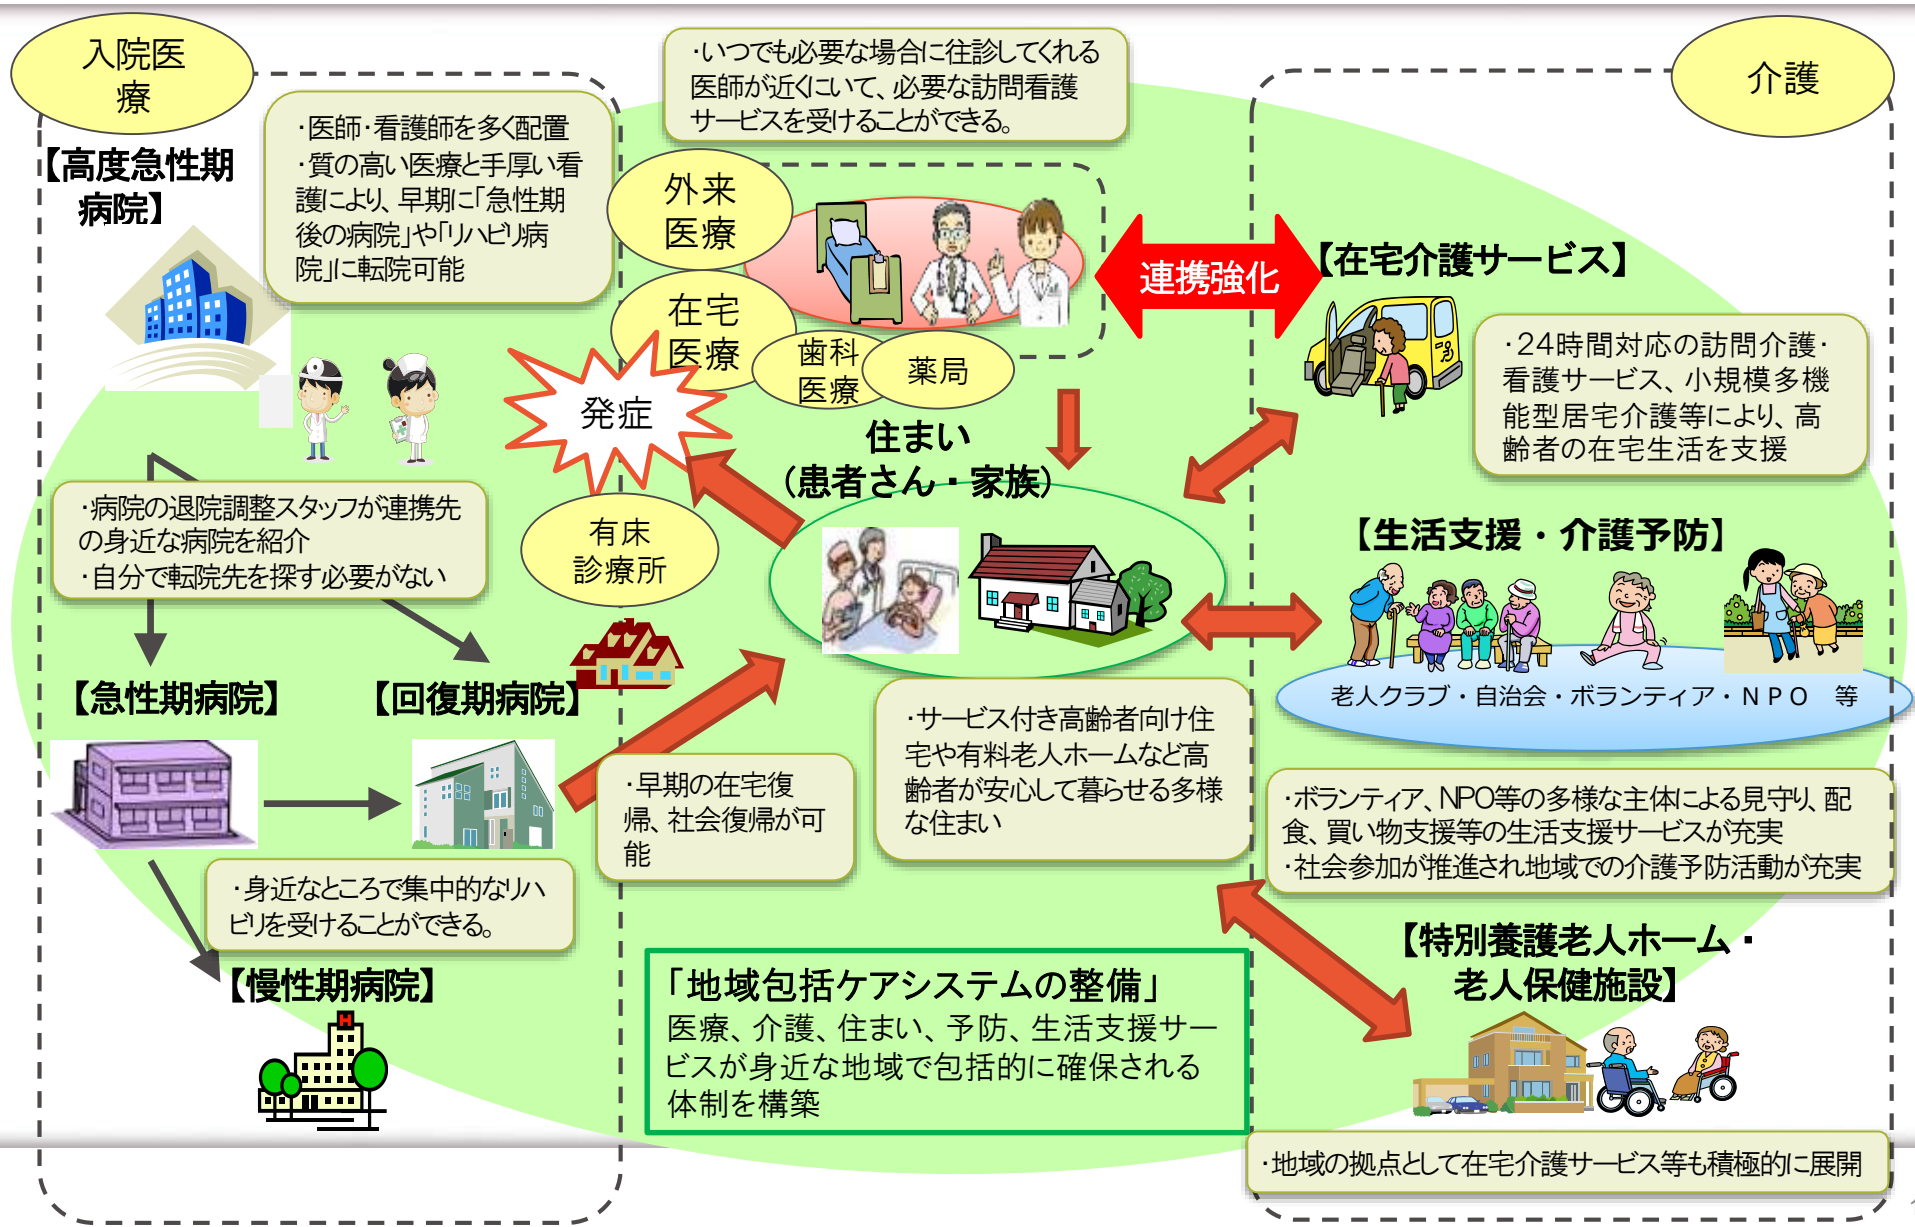 入院医
療
・医師・看護師を多く配置
・質の高い医療と手厚い看
護により、早期に「急性期
後の病院」や「リハビリ病
院」に転院可能
【高度急性期
病院】
・病院の退院調整スタッフが連携先
の身近な病院を紹介
・自分で転院先を探す必要がない
【急性期病院】
【回復期病院】
・身近なところで集中的なリハ
ビリを受けることができる。
【慢性期病院】
・いつでも必要な場合に往診してくれる
医師が近くにいて、必要な訪問看護
サービスを受けることができる。
外来
医療
在宅
医療
歯科
医療
薬局
発症
有床
診療所
住まい
(患者さん・家族)
・早期の在宅復
帰、社会復帰が可
能
・サービス付き高齢者向け住
宅や有料老人ホームなど高
齢者が安心して暮らせる多様
な住まい
「地域包括ケアシステムの整備」
医療、介護、住まい、予防、生活支援サー
ビスが身近な地域で包括的に確保される
体制を構築
連携強化
介護
【在宅介護サービス】
・24時間対応の訪問介護・
看護サービス、小規模多機
能型居宅介護等により、高
齢者の在宅生活を支援
【生活支援・介護予防】
老人クラブ・自治会・ボランティア・ＮＰＯ　等
・ボランティア、NPO等の多様な主体による見守り、配
食、買い物支援等の生活支援サービスが充実
・社会参加が推進され地域での介護予防活動が充実
【特別養護老人ホーム・
老人保健施設】
H
・地域の拠点として在宅介護サービス等も積極的に展開